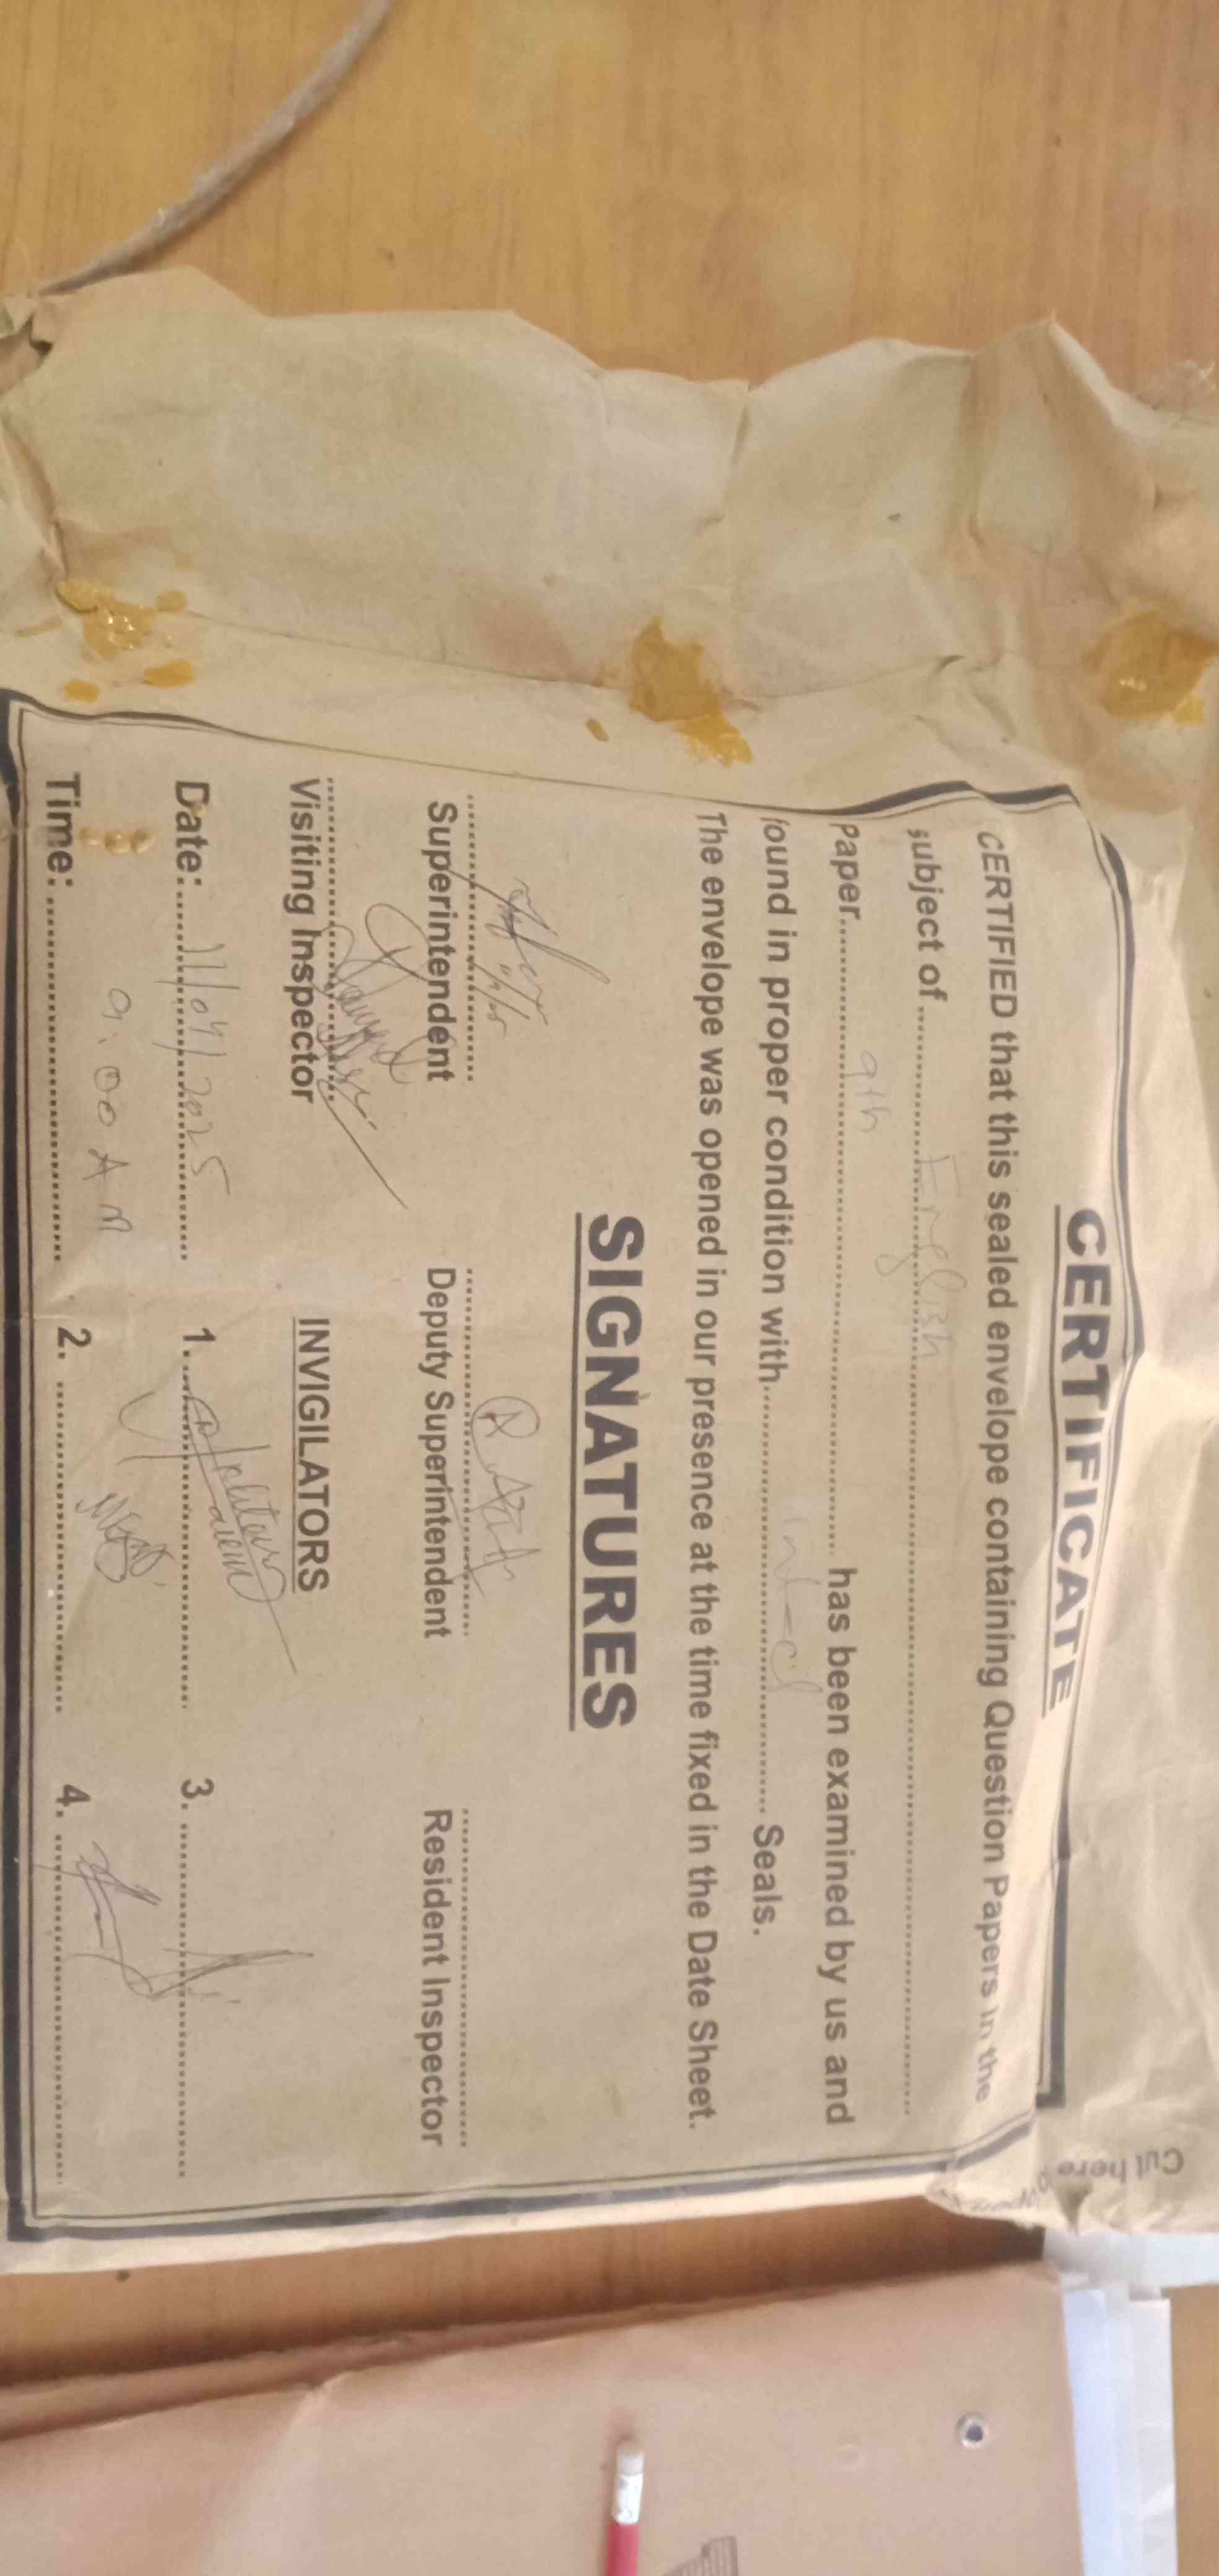 Cut here
CERTIFICATE
CERTIFIED that this sealed envelope containing Question Papers in the
subject of ........ English ........
Paper........ 9th ........ has been examined by us and
found in proper condition with........ ........ Seals.
The envelope was opened in our presence at the time fixed in the Date Sheet.
SIGNATURES
Superintendent Deputy Superintendent Resident Inspector
Visiting Inspector INVIGILATORS
Date:........ 11/04/2025 ........ 1. ........ 3. ........
Time:........ 9:00 AM ........ 2. ........ 4. ........